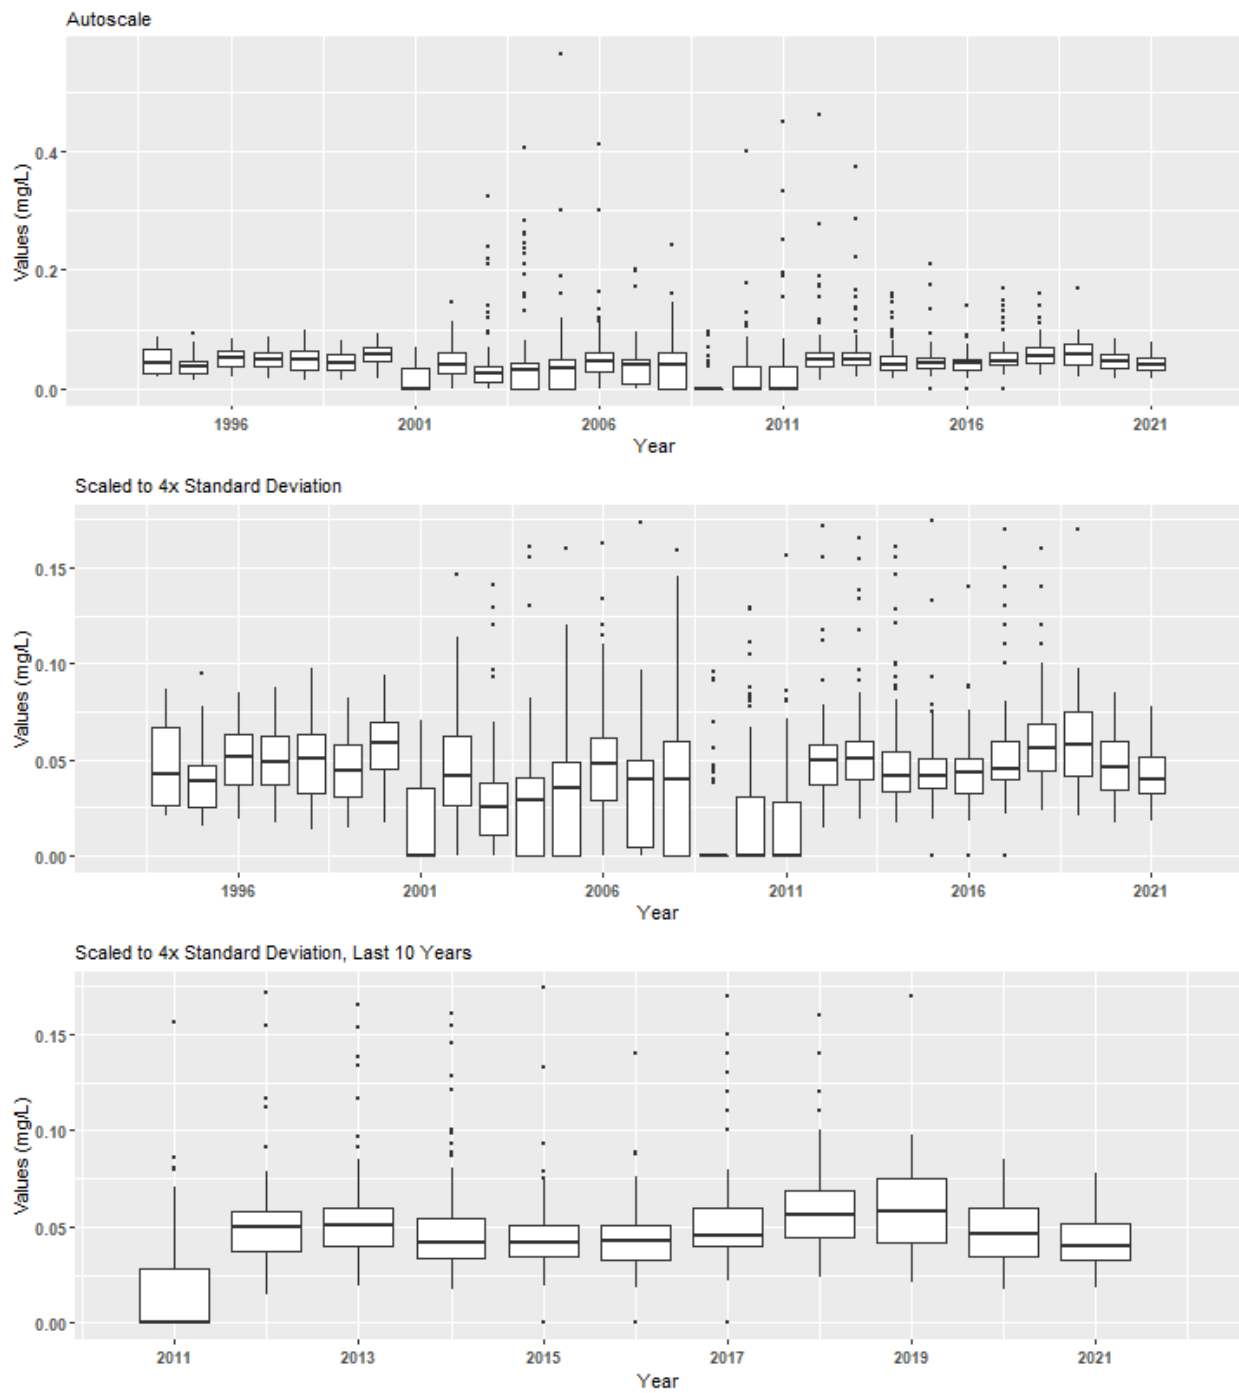 Autoscale
Values (mg/L)
0.4
0.2
0.0
1996 2001 2006 2011 2016 2021
Year
Scaled to 4x Standard Deviation
Values (mg/L)
0.15
0.10
0.05
0.00
1996 2001 2006 2011 2016 2021
Year
Scaled to 4x Standard Deviation, Last 10 Years
Values (mg/L)
0.15
0.10
0.05
0.00
2011 2013 2015 2017 2019 2021
Year